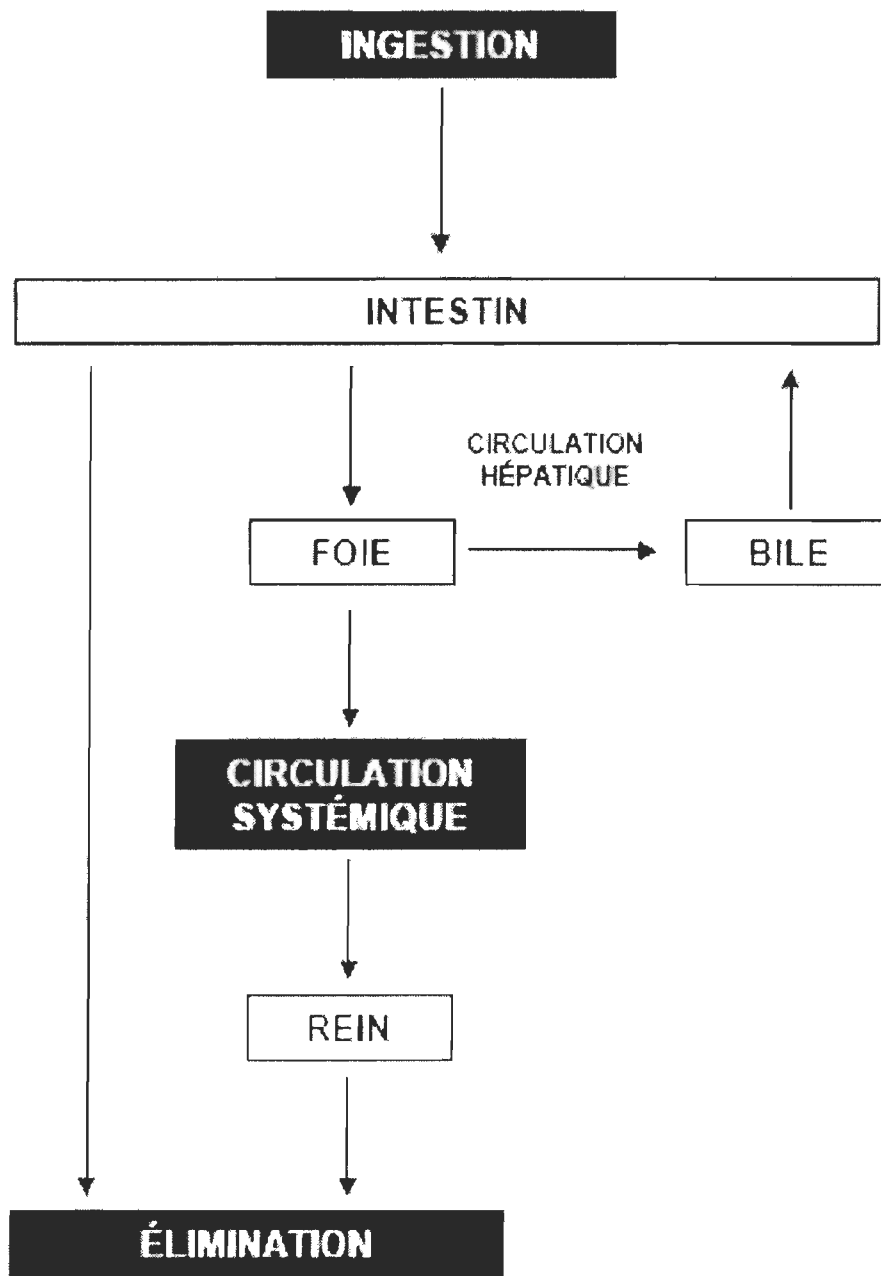 INGESTION
INTESTIN
CIRCULATION
HÉPATIQUE
FOIE
BILE
CIRCULATION
SYSTÉMIQUE
REIN
ÉLIMINATION